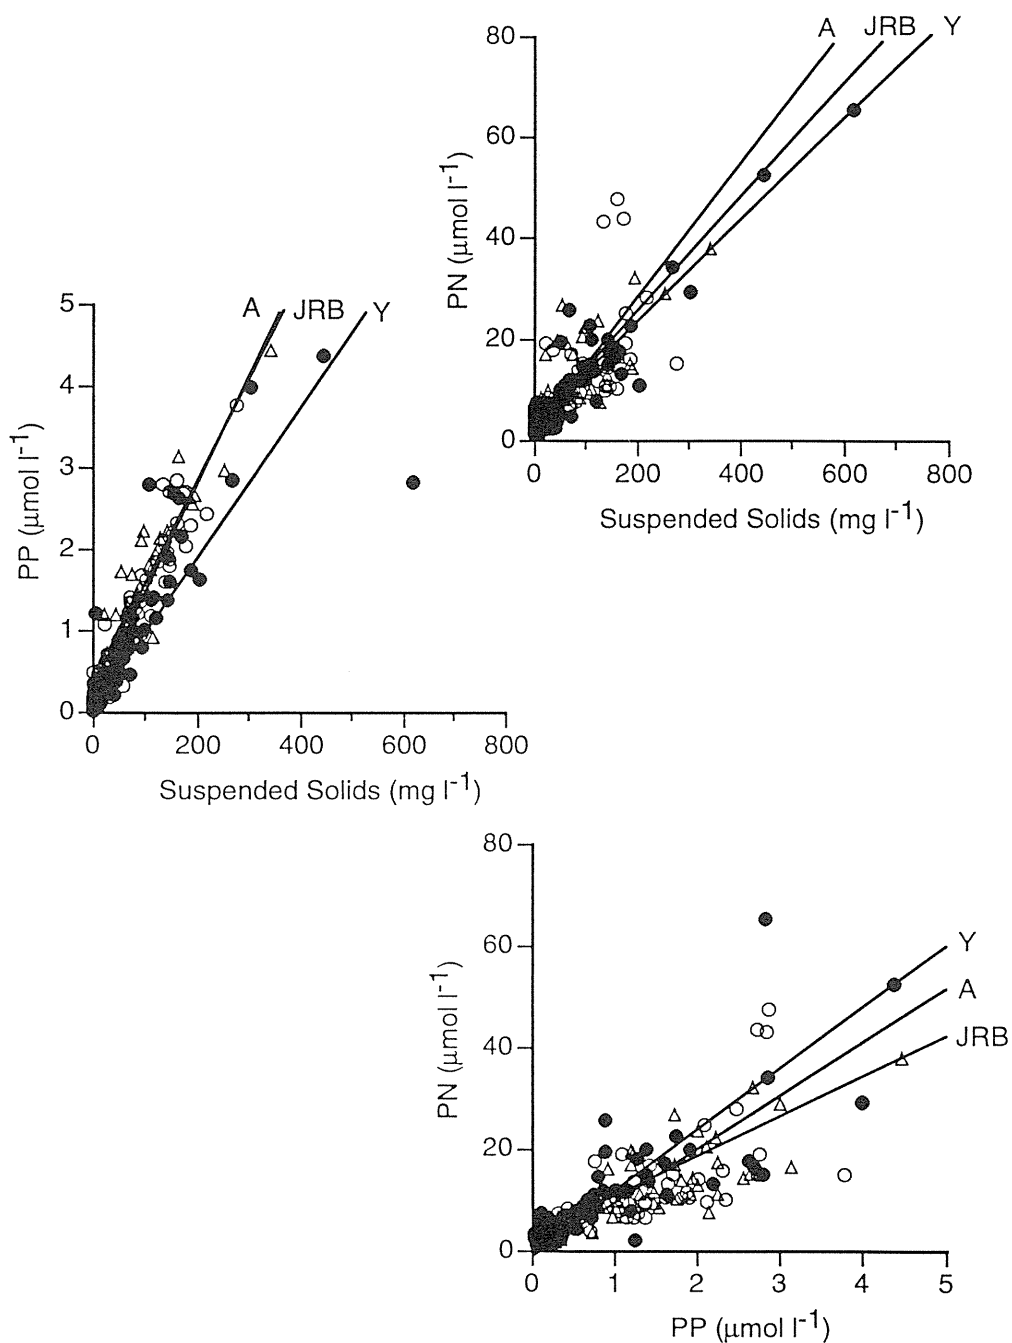 A JRB Y
80
60
40
20
0
PN (µmol l-1)
0 200 400 600 800
Suspended Solids (mg l-1)
A JRB Y
5
4
3
2
1
0
PP (µmol l-1)
0 200 400 600 800
Suspended Solids (mg l-1)
80
60
40
20
0
PN (µmol l-1)
Y
A
JRB
0 1 2 3 4 5
PP (µmol l-1)